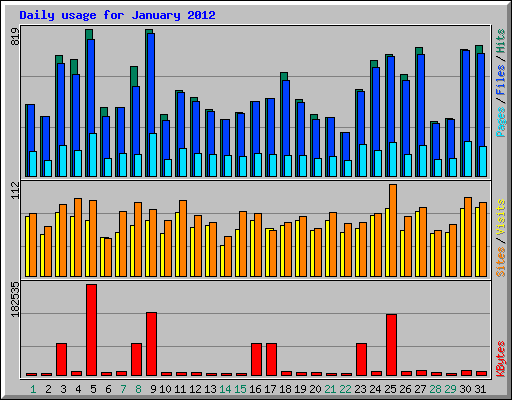 Daily usage for January 2012
819
Pages / Files / Hits
112
Sites / Visits
182535
KBytes
1 2 3 4 5 6 7 8 9 10 11 12 13 14 15 16 17 18 19 20 21 22 23 24 25 26 27 28 29 30 31